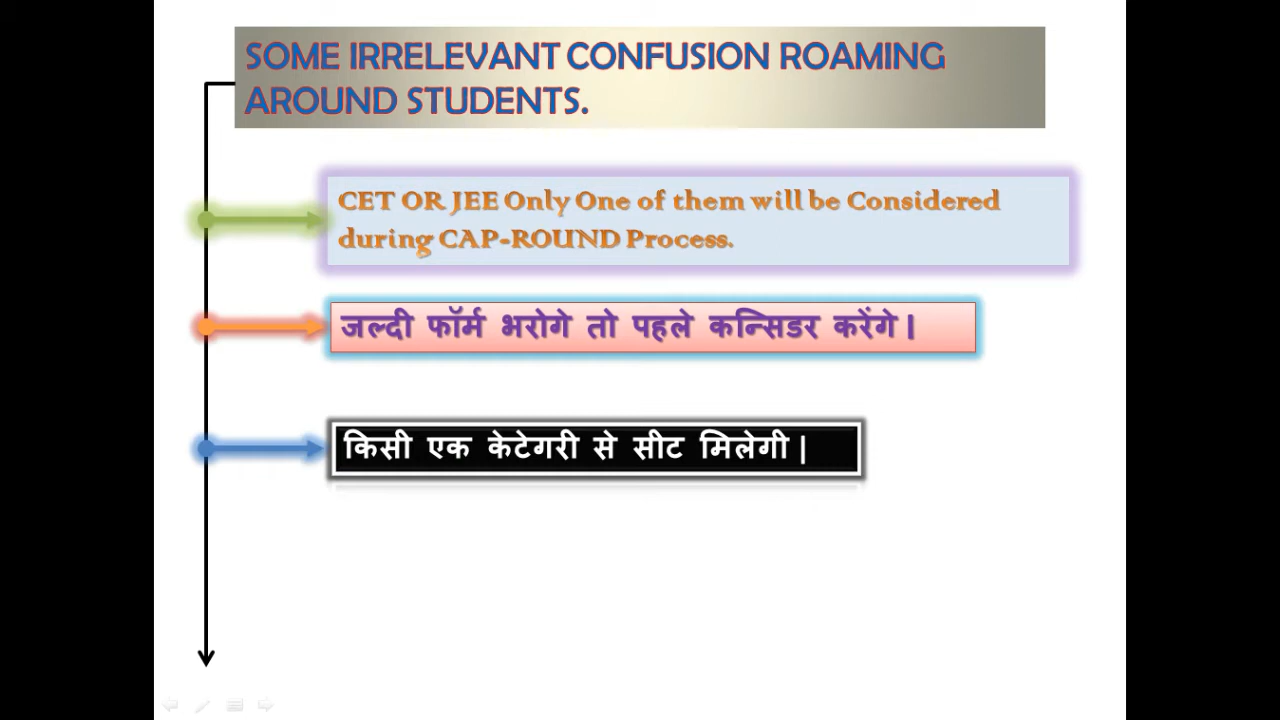 SOME IRRELEVANT CONFUSION ROAMING
AROUND STUDENTS.
CET OR JEE Only One of them will be Considered
during CAP-ROUND Process.
जल्दी फॉर्म भरोगे तो पहले कन्सिडर करेंगे |
किसी एक केटेगरी से सीट मिलेगी |